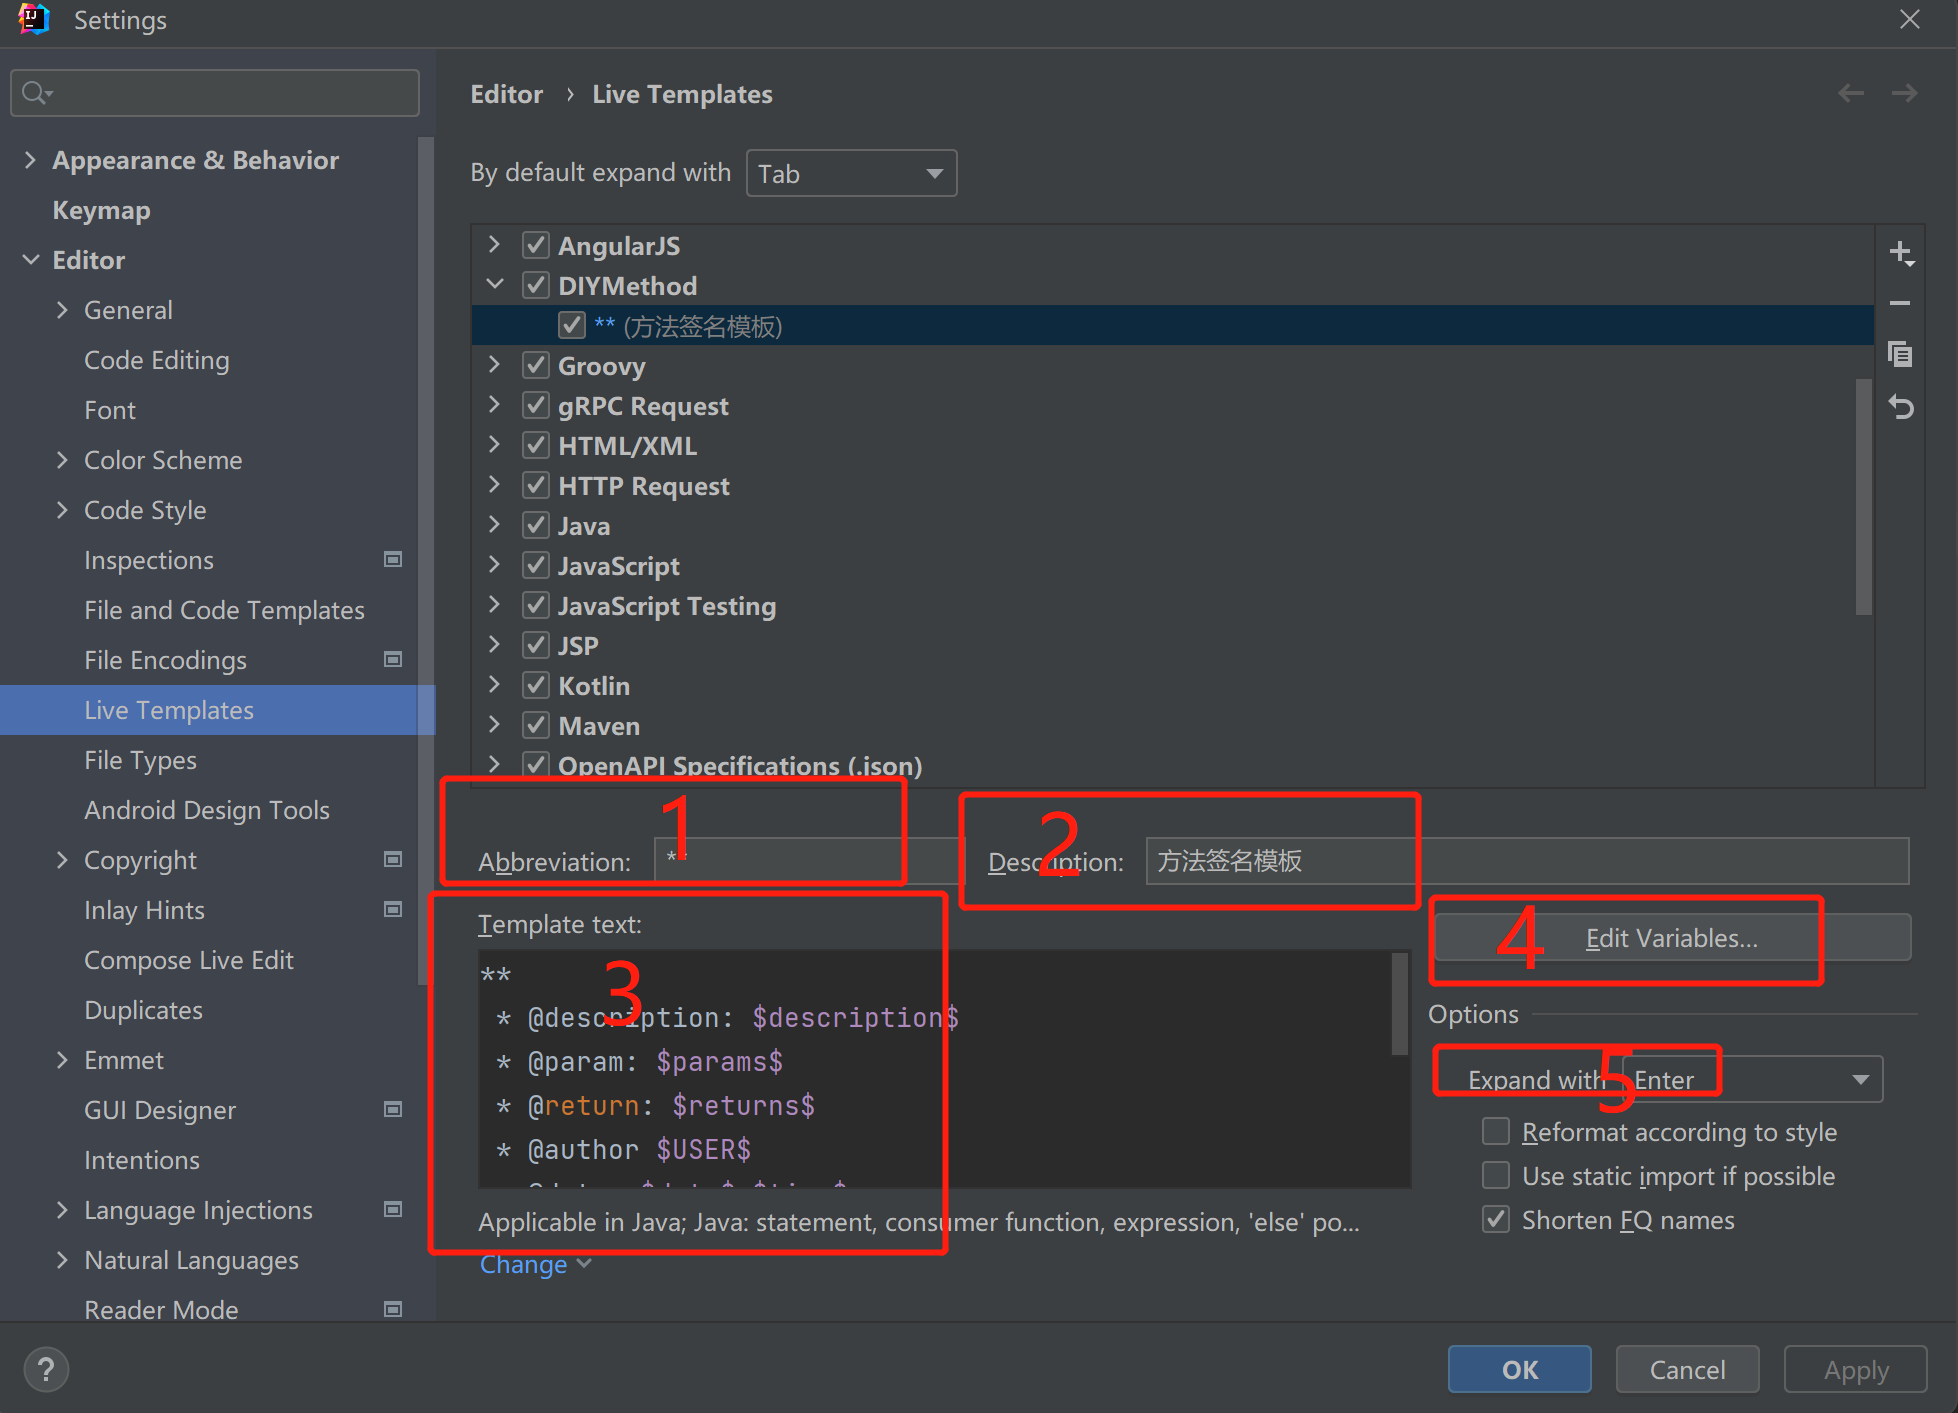 Settings
Editor › Live Templates
By default expand with Tab
Appearance & Behavior
Keymap
Editor
General
Code Editing
Font
Color Scheme
Code Style
Inspections
File and Code Templates
File Encodings
Live Templates
File Types
Android Design Tools
Copyright
Inlay Hints
Compose Live Edit
Duplicates
Emmet
GUI Designer
Intentions
Language Injections
Natural Languages
Reader Mode
AngularJS
DIYMethod
** (方法签名模板)
Groovy
gRPC Request
HTML/XML
HTTP Request
Java
JavaScript
JavaScript Testing
JSP
Kotlin
Maven
OpenAPI Specifications (.json)
1
Abbreviation: **
2
Description: 方法签名模板
Template text:
3
**
* @description: $description$
* @param: $params$
* @return: $returns$
* @author $USER$
Applicable in Java; Java: statement, consumer function, expression, 'else' po...
Change
4
Edit Variables...
Options
5
Expand with Enter
Reformat according to style
Use static import if possible
Shorten FQ names
?
OK
Cancel
Apply